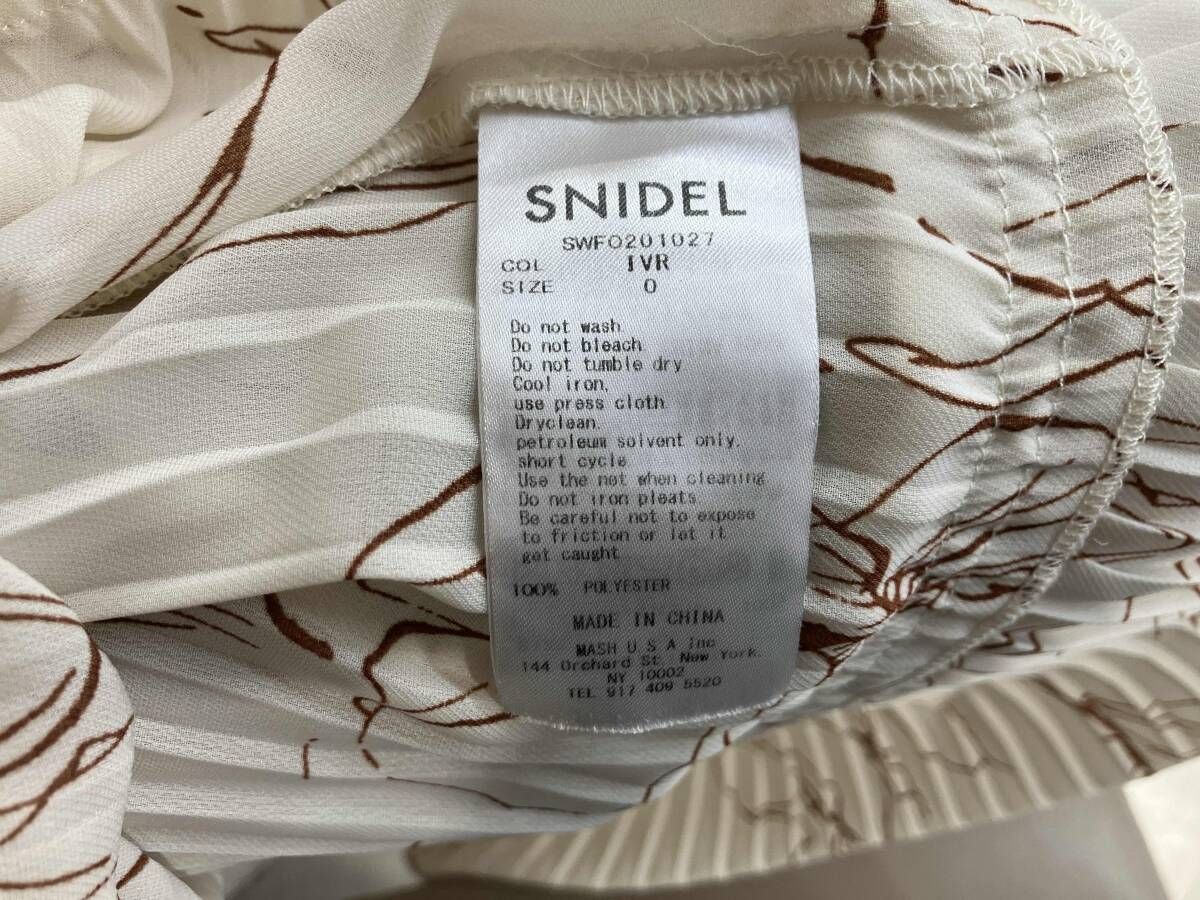 SNIDEL
SWFO201027
COL IVR
SIZE 0
Do not wash
Do not bleach
Do not tumble dry
Cool iron,
use press cloth
Dryclean,
petroleum solvent only,
short cycle
Use the net when cleaning
Do not iron pleats
Be careful not to expose
to friction or let it
get caught
100% POLYESTER
MADE IN CHINA
MASH U S A Inc
144 Orchard St, New York,
NY 10002
TEL 917 409 5520